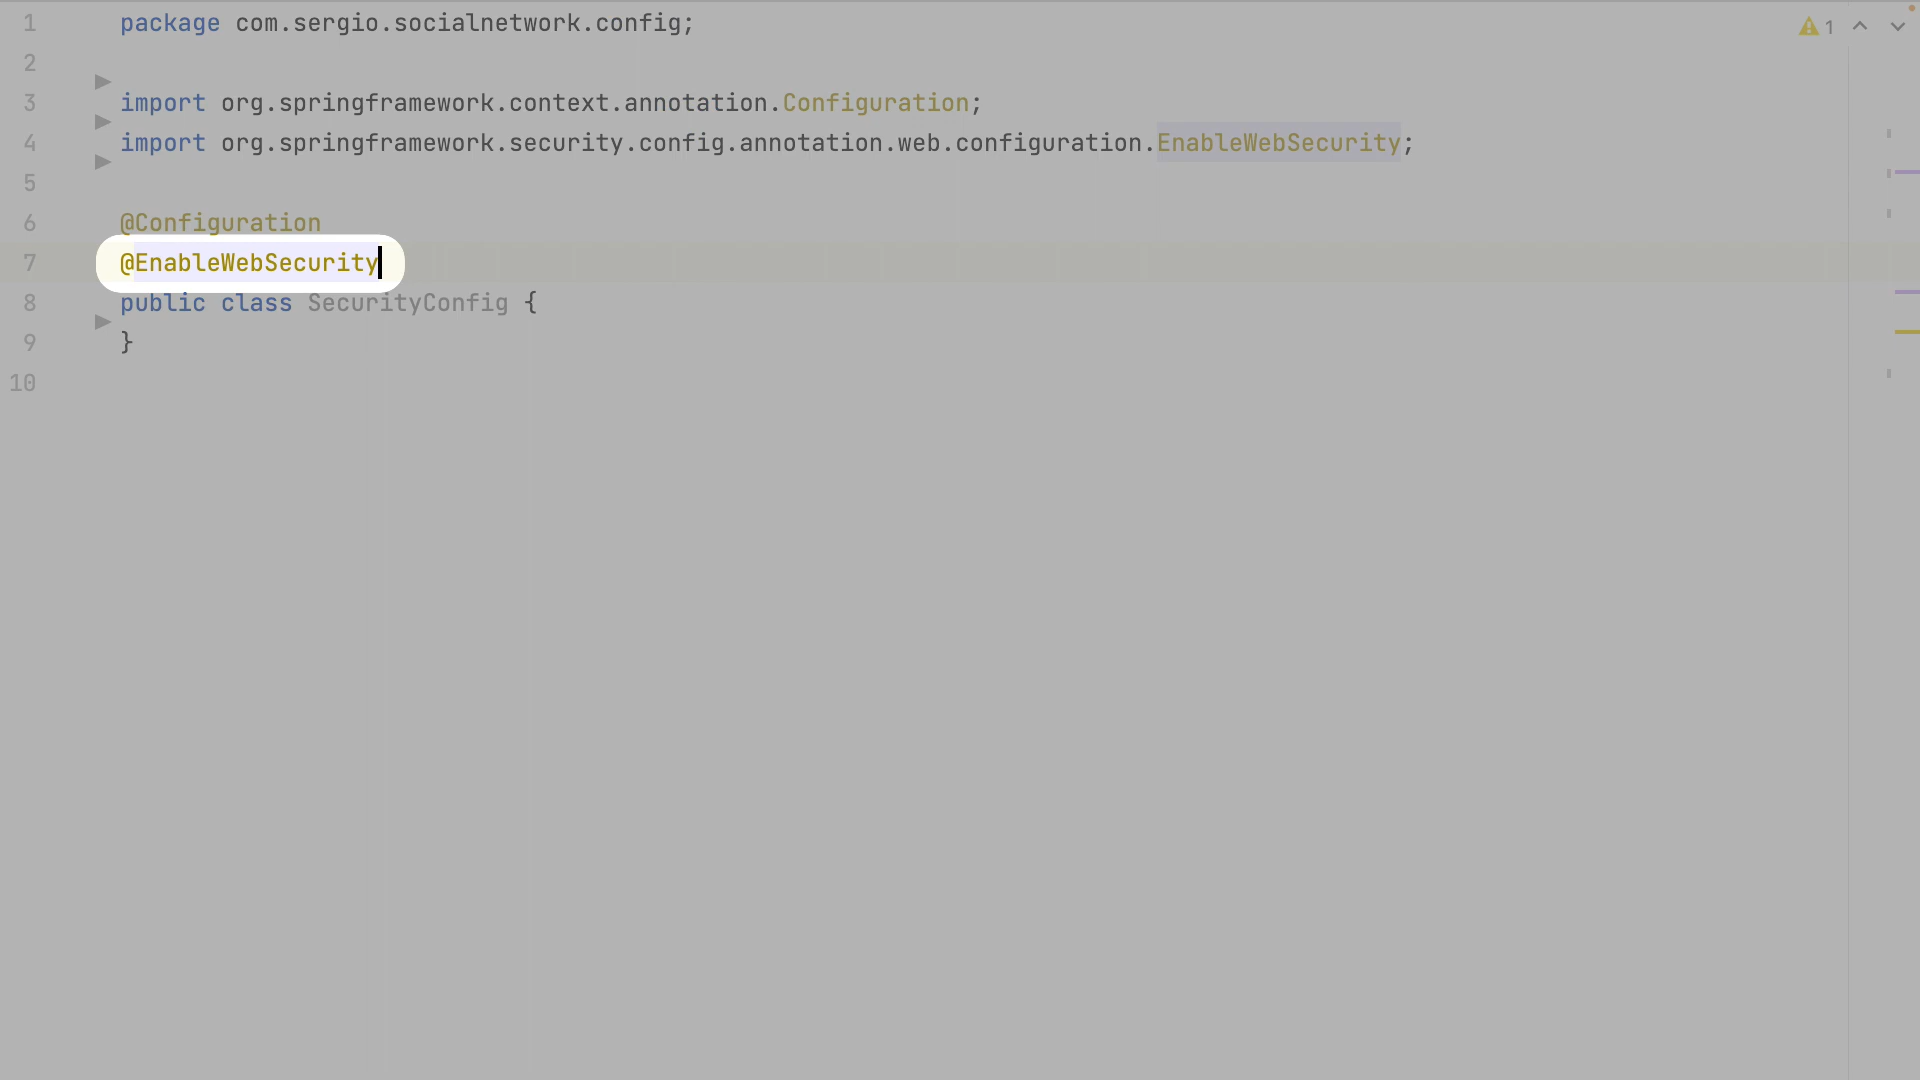 1 package com.sergio.socialnetwork.config;
2
3 import org.springframework.context.annotation.Configuration;
4 import org.springframework.security.config.annotation.web.configuration.EnableWebSecurity;
5
6 @Configuration
7 @EnableWebSecurity
8 public class SecurityConfig {
9 }
10
1